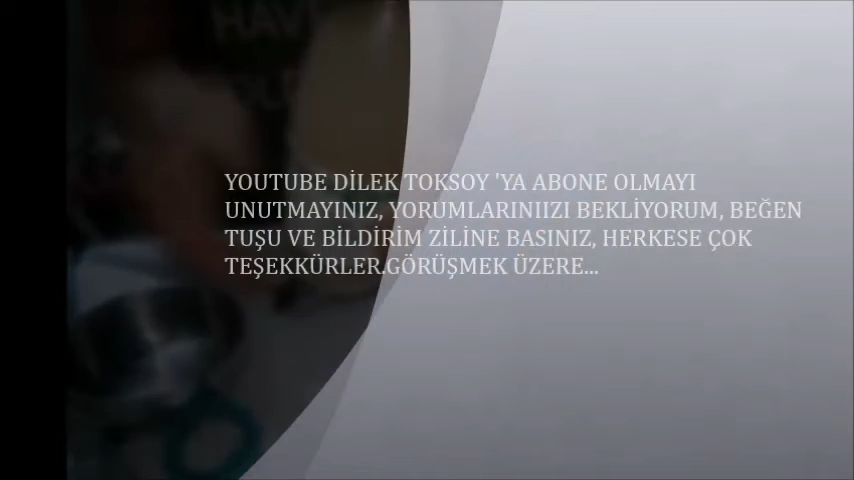 HAV
YOUTUBE DİLEK TOKSOY 'YA ABONE OLMAYI
UNUTMAYINIZ, YORUMLARINIIZI BEKLİYORUM, BEĞEN
TUŞU VE BİLDİRİM ZİLİNE BASINIZ, HERKESE ÇOK
TEŞEKKÜRLER.GÖRÜŞMEK ÜZERE...